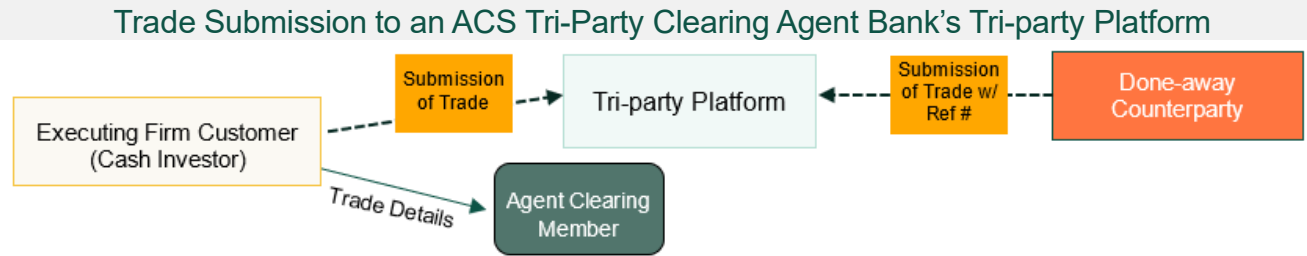 Trade Submission to an ACS Tri-Party Clearing Agent Bank's Tri-party Platform
Submission
of Trade
Submission
of Trade w/
Ref #
Done-away
Counterparty
Tri-party Platform
Executing Firm Customer
(Cash Investor)
Trade Details
Agent Clearing
Member